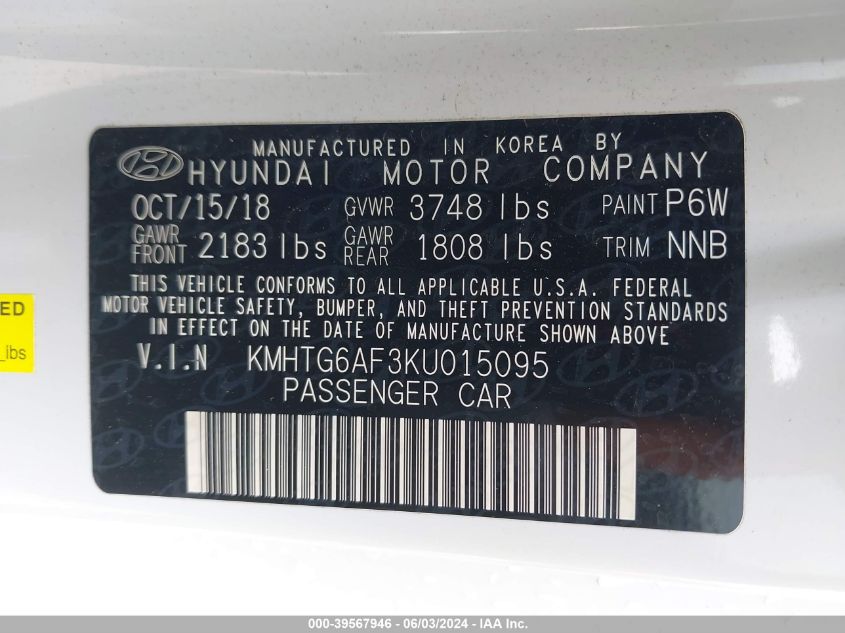 MANUFACTURED IN KOREA BY
HYUNDAI MOTOR COMPANY
OCT/15/18 GVWR 3748 lbs PAINT P6W
GAWR FRONT 2183 lbs GAWR REAR 1808 lbs TRIM NNB
THIS VEHICLE CONFORMS TO ALL APPLICABLE U.S.A. FEDERAL
MOTOR VEHICLE SAFETY, BUMPER, AND THEFT PREVENTION STANDARDS
IN EFFECT ON THE DATE OF MANUFACTURE SHOWN ABOVE
V.I.N KMHTG6AF3KU015095
PASSENGER CAR
lbs
000-39567946 - 06/03/2024 - IAAI.COM